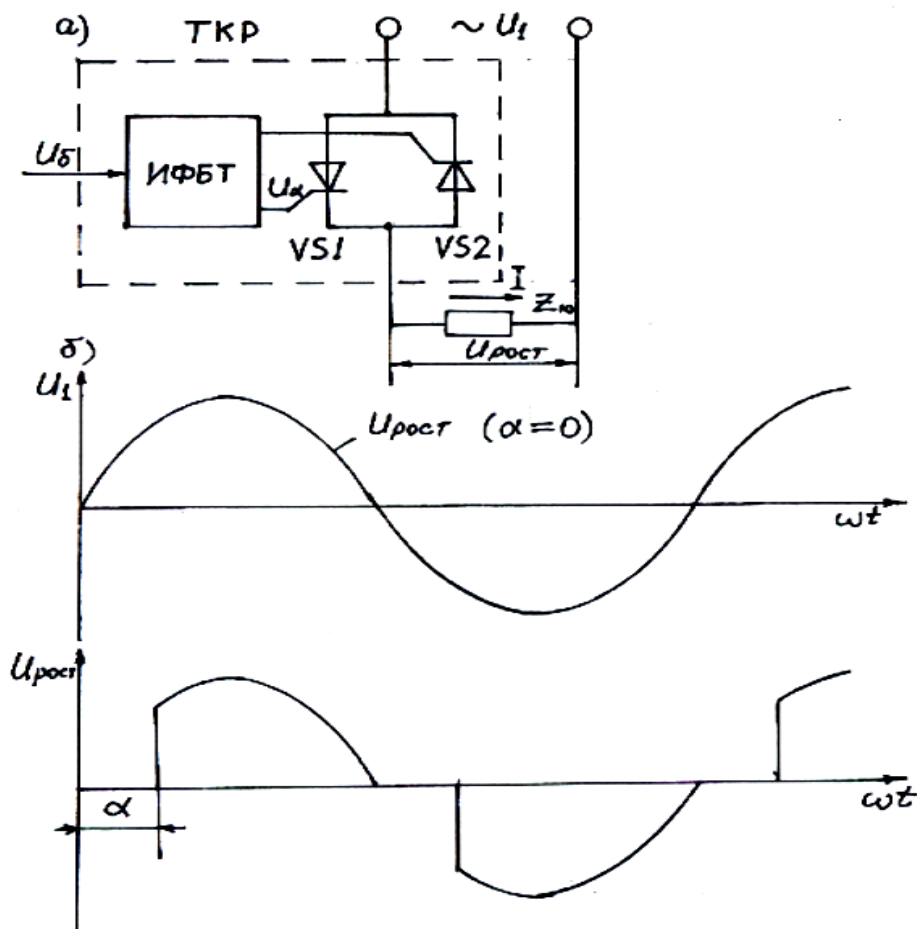 а) ТКР ~ U₁
Uб
ИФБТ
Uα
VS1 VS2
I
Zю
Uрост
б)
U₁
Uрост (α=0)
ωt
Uрост
α
ωt